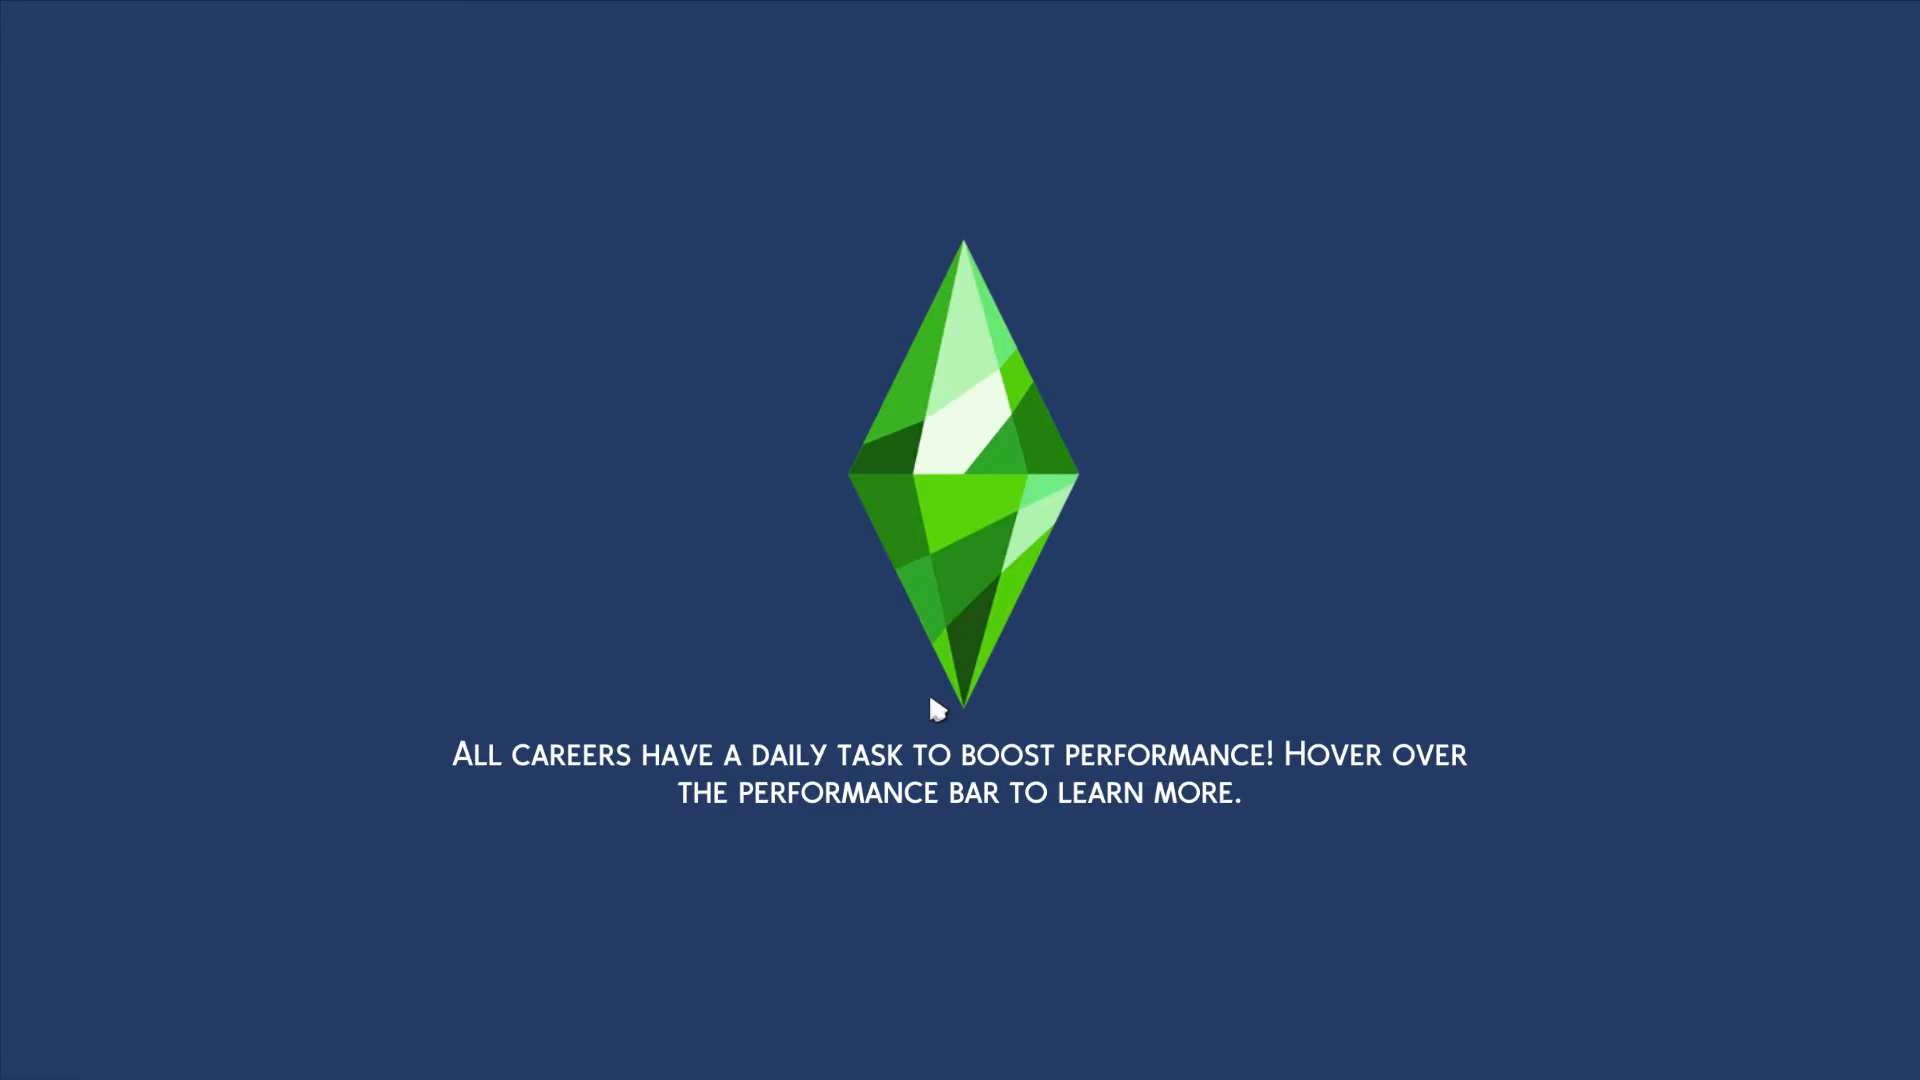 All careers have a daily task to boost performance! Hover over
the performance bar to learn more.